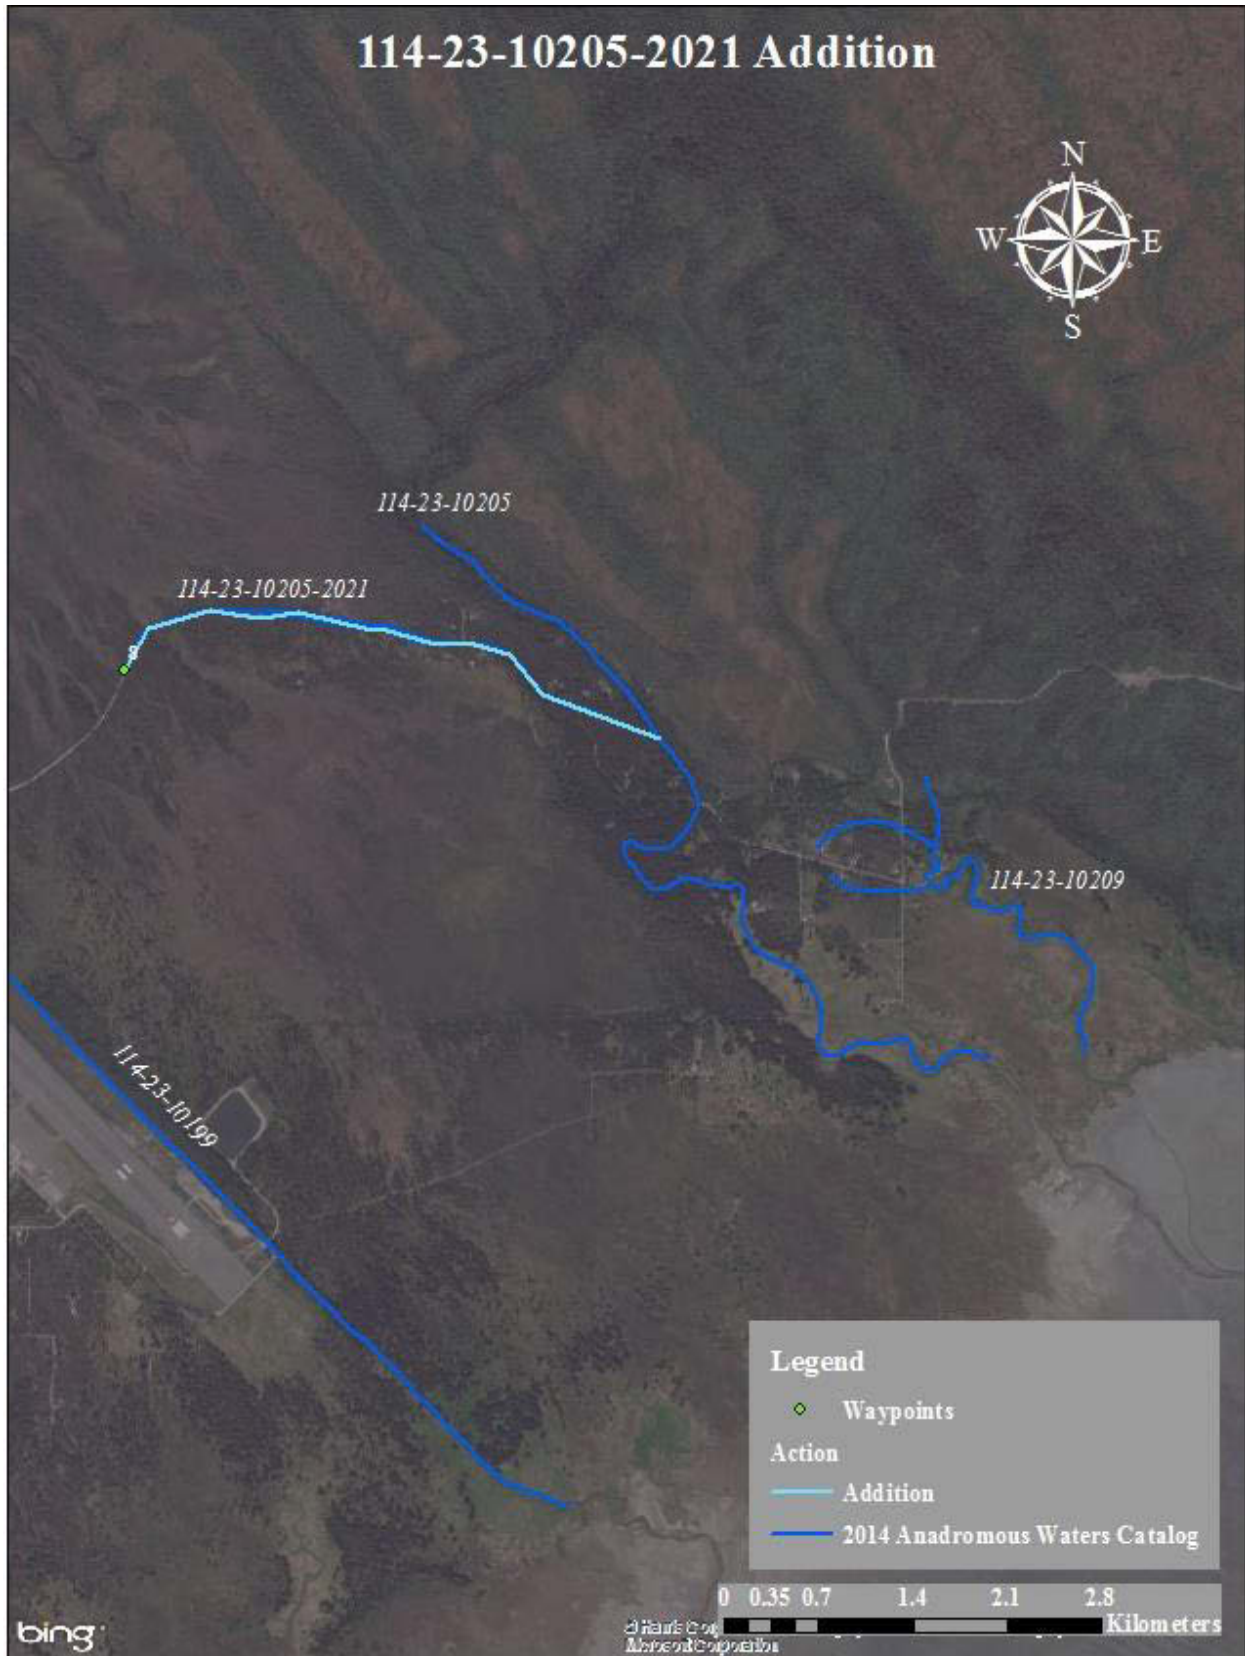 114-23-10205-2021 Addition
N
W E
S
114-23-10205
114-23-10205-2021
114-23-10209
114-23-10199
Legend
Waypoints
Action
Addition
2014 Anadromous Waters Catalog
0 0.35 0.7 1.4 2.1 2.8
Kilometers
bing
Corporation